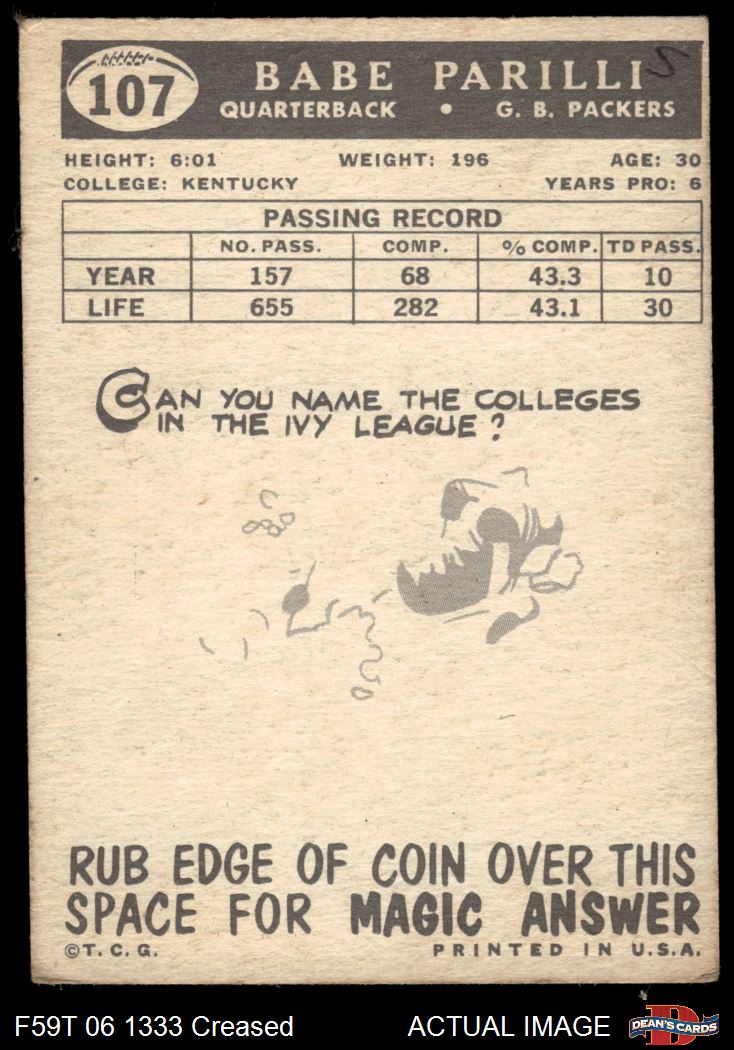 107
BABE PARILLI
QUARTERBACK • G. B. PACKERS
HEIGHT: 6:01 WEIGHT: 196 AGE: 30
COLLEGE: KENTUCKY YEARS PRO: 6
PASSING RECORD
NO. PASS. COMP. % COMP. TD PASS.
YEAR 157 68 43.3 10
LIFE 655 282 43.1 30
CAN YOU NAME THE COLLEGES
IN THE IVY LEAGUE?
RUB EDGE OF COIN OVER THIS
SPACE FOR MAGIC ANSWER
©T. C. G. PRINTED IN U.S.A.
F59T 06 1333 Creased ACTUAL IMAGE DEAN'S CARDS